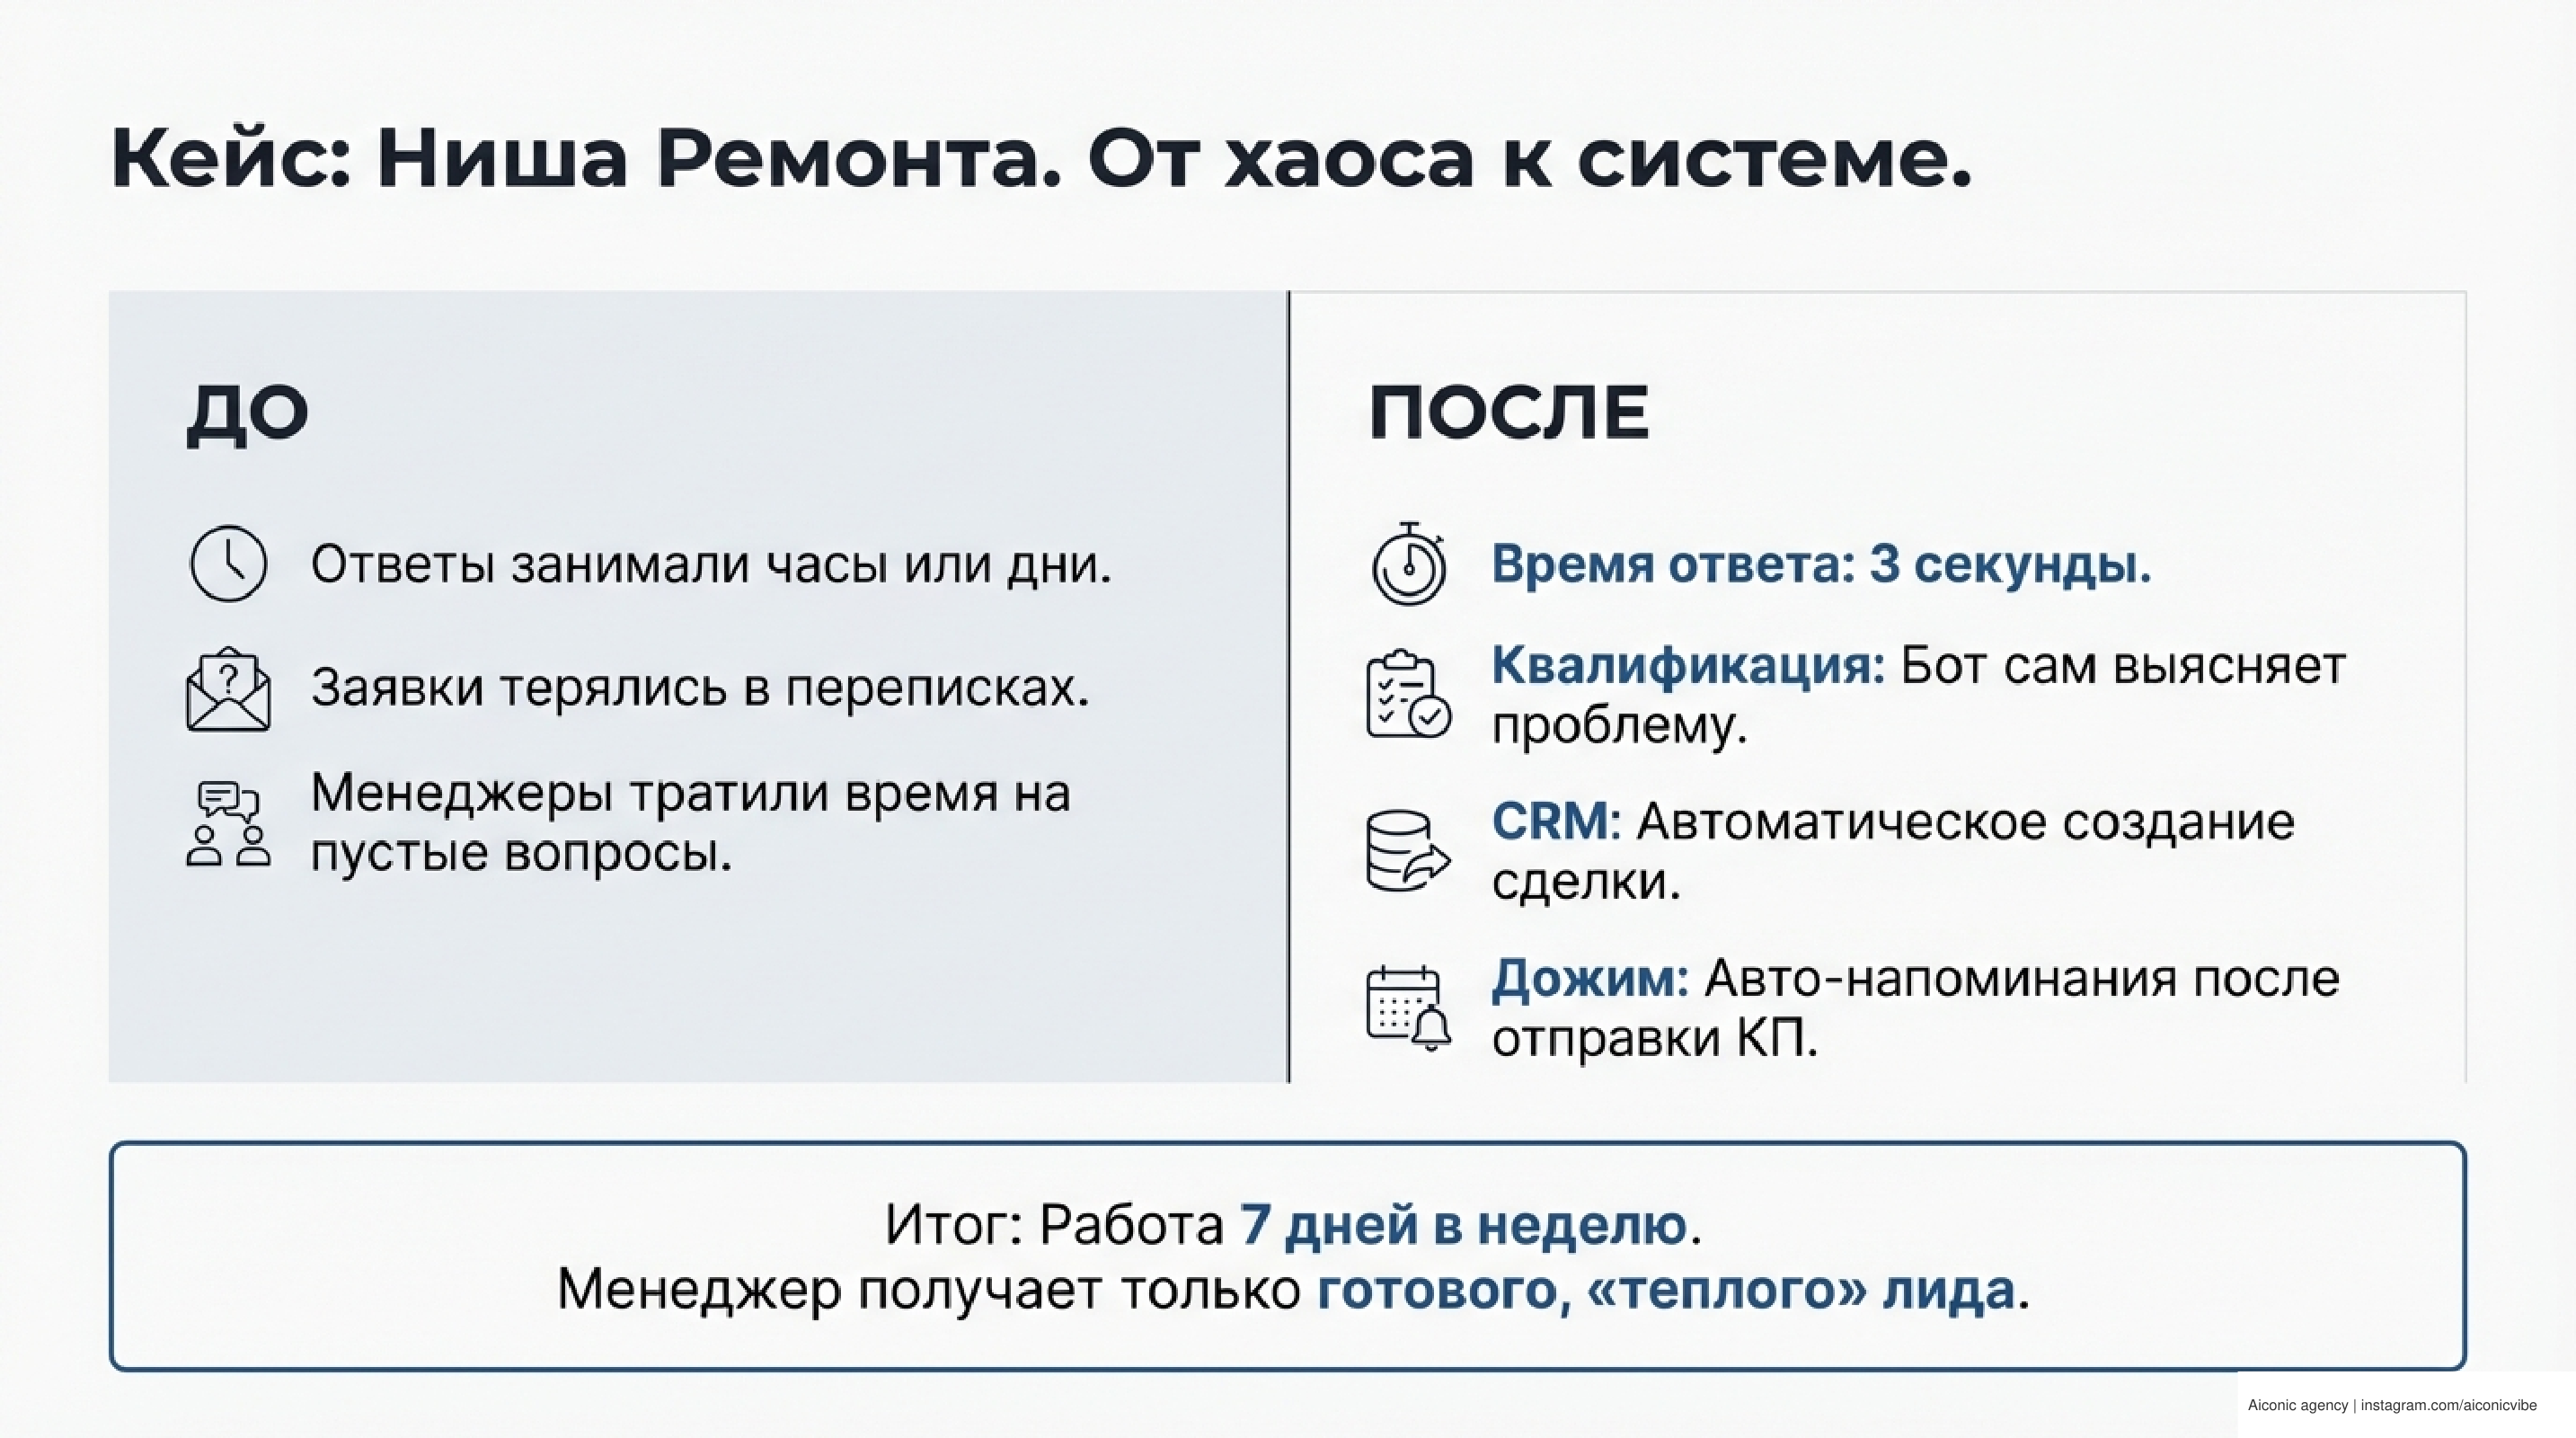 Кейс: Ниша Ремонта. От хаоса к системе.
ДО
Ответы занимали часы или дни.
?
Заявки терялись в переписках.
Менеджеры тратили время на
пустые вопросы.
ПОСЛЕ
Время ответа: 3 секунды.
Квалификация: Бот сам выясняет
проблему.
CRM: Автоматическое создание
сделки.
Дожим: Авто-напоминания после
отправки КП.
Итог: Работа 7 дней в неделю.
Менеджер получает только готового, «теплого» лида.
Aiconic agency | instagram.com/aiconicvibe